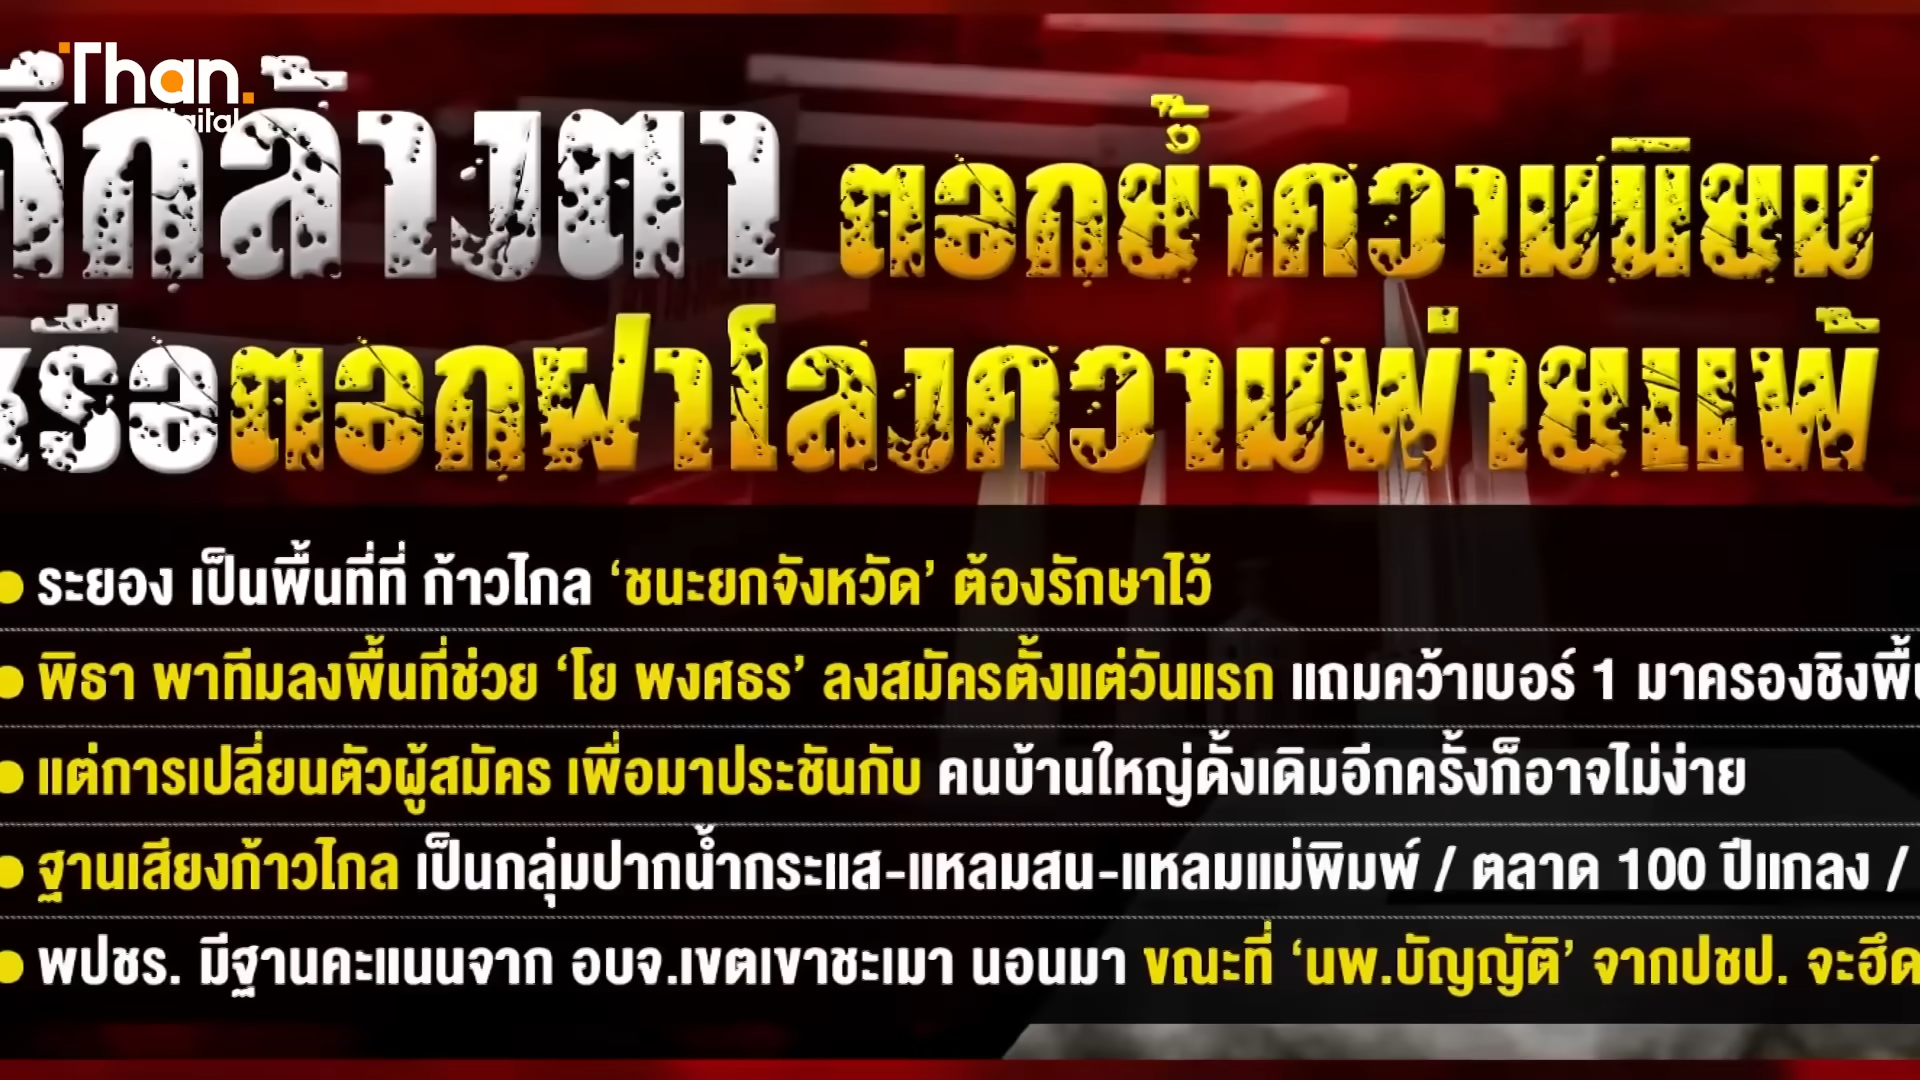 Than.
Digital
ศึกล้างตา ตอกย้ำความนิยม
หรือตอกฝาโลงความพ่ายแพ้
ระยอง เป็นพื้นที่ที่ ก้าวไกล ‘ชนะยกจังหวัด’ ต้องรักษาไว้
พิธา พาทีมลงพื้นที่ช่วย ‘โย พงศธร’ ลงสมัครตั้งแต่วันแรก แถมคว้าเบอร์ 1 มาครองชิงพื้น
แต่การเปลี่ยนตัวผู้สมัคร เพื่อมาประชันกับ คนบ้านใหญ่ดั้งเดิมอีกครั้งก็อาจไม่ง่าย
ฐานเสียงก้าวไกล เป็นกลุ่มปากน้ำกระแส-แหลมสน-แหลมแม่พิมพ์ / ตลาด 100 ปีแกลง /
พปชร. มีฐานคะแนนจาก อบจ.เขตเขาชะเมา นอนมา ขณะที่ ‘นพ.บัญญัติ’ จากปชป. จะฮึด